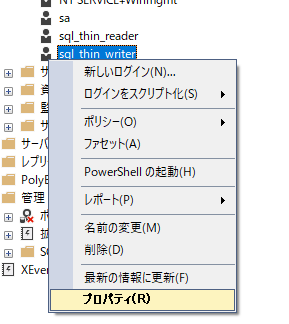 NT SERVICE+Winmgmt
sa
sql_thin_reader
sql_thin_writer
新しいログイン(N)...
ログインをスクリプト化(S)
ポリシー(O)
ファセット(A)
サーバ
レプリ
PowerShell の起動(H)
PolyB
管理
レポート(P)
名前の変更(M)
削除(D)
XEven
最新の情報に更新(F)
プロパティ(R)